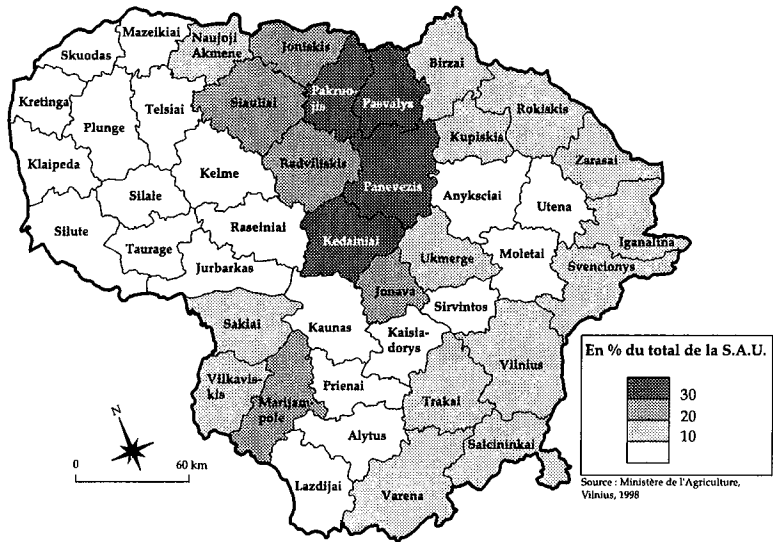 Mazeikiai
Naujoji
Akmene
Joniskis
Skuodas
Birzai
Kretinga
Telsiai
Siauliai
Pakruo-
jis
Pasvalys
Rokiskis
Plunge
Kupiskis
Zarasai
Klaipeda
Kelme
Radviliskis
Panevezis
Anyksciai
Utena
Silale
Silute
Raseiniai
Kedainiai
Iganalina
Taurage
Ukmerge
Moletai
Svencionys
Jurbarkas
Jonava
Sirvintos
Sakiai
Kaunas
Kaisia-
dorys
Vilnius
Vilkavis-
kis
Prienai
Marijam-
pole
Trakai
Alytus
Salcininkai
Lazdijai
Varena
N
0 60 km
En % du total de la S.A.U.
30
20
10
Source : Ministère de l'Agriculture,
Vilnius, 1998